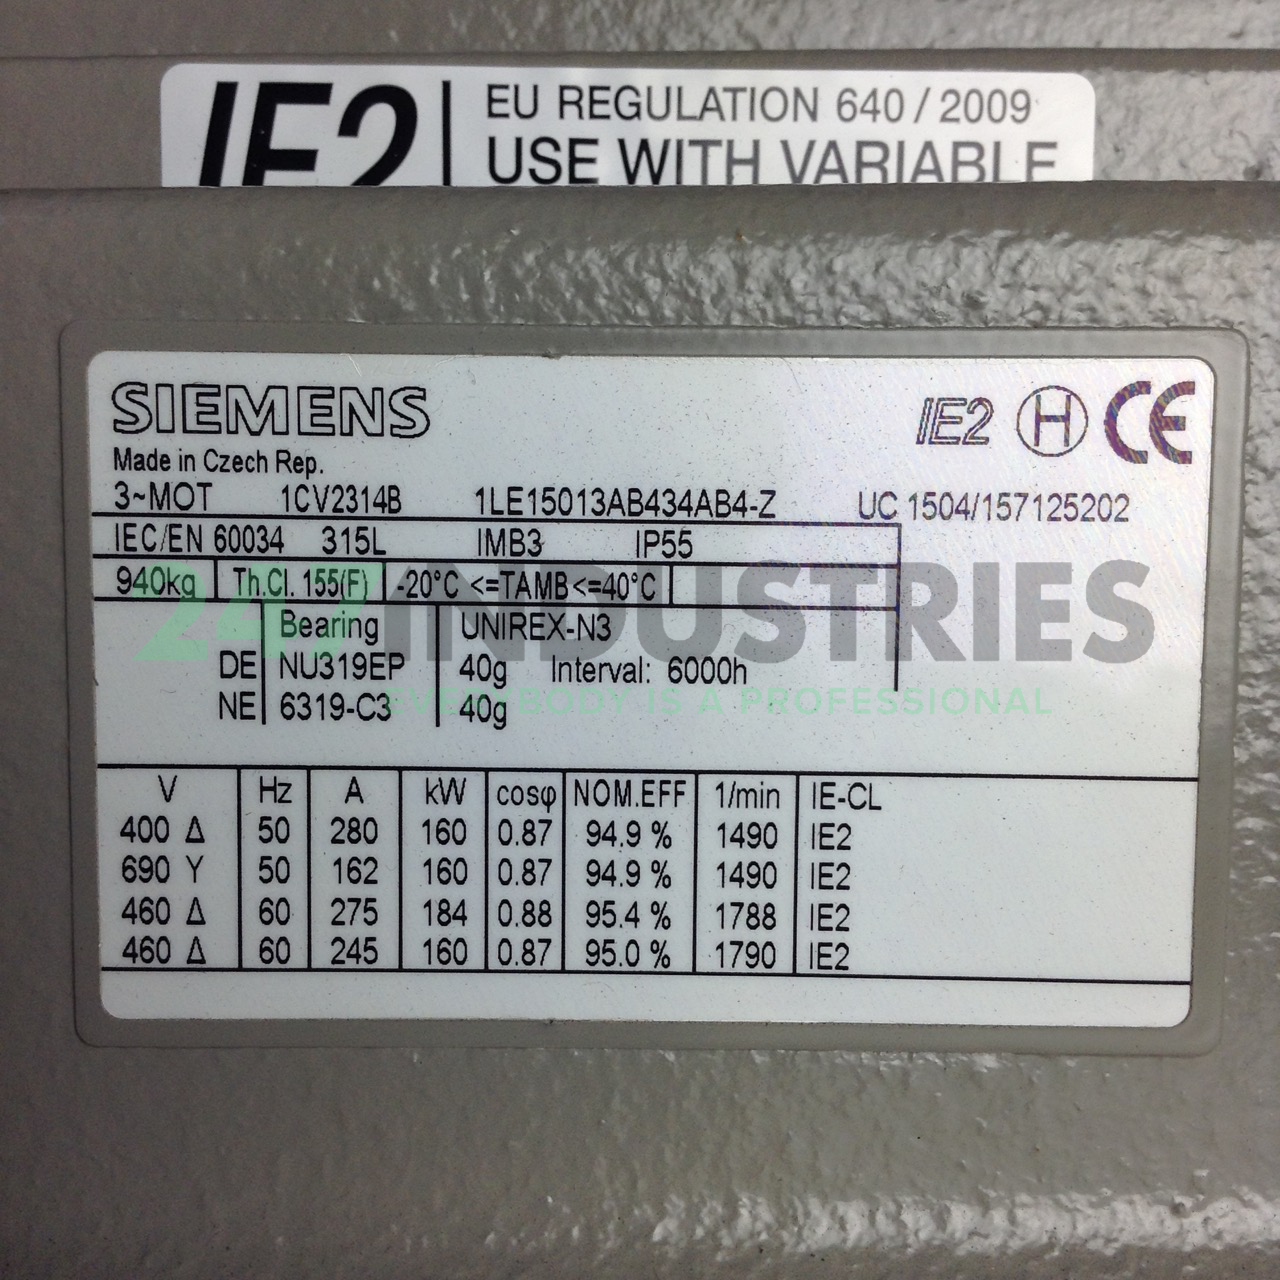 IE2 EU REGULATION 640 / 2009
USE WITH VARIABLE
SIEMENS IE2 H CE
Made in Czech Rep.
3~MOT 1CV2314B 1LE15013AB434AB4-Z UC 1504/157125202
IEC/EN 60034 315L IMB3 IP55
940kg Th.Cl. 155(F) -20°C <=TAMB<=40°C
247 INDUSTRIES
EVERYBODY IS A PROFESSIONAL
Bearing UNIREX-N3
DE NU319EP 40g Interval: 6000h
NE 6319-C3 40g
V Hz A kW cosφ NOM.EFF 1/min IE-CL
400 Δ 50 280 160 0.87 94.9 % 1490 IE2
690 Y 50 162 160 0.87 94.9 % 1490 IE2
460 Δ 60 275 184 0.88 95.4 % 1788 IE2
460 Δ 60 245 160 0.87 95.0 % 1790 IE2